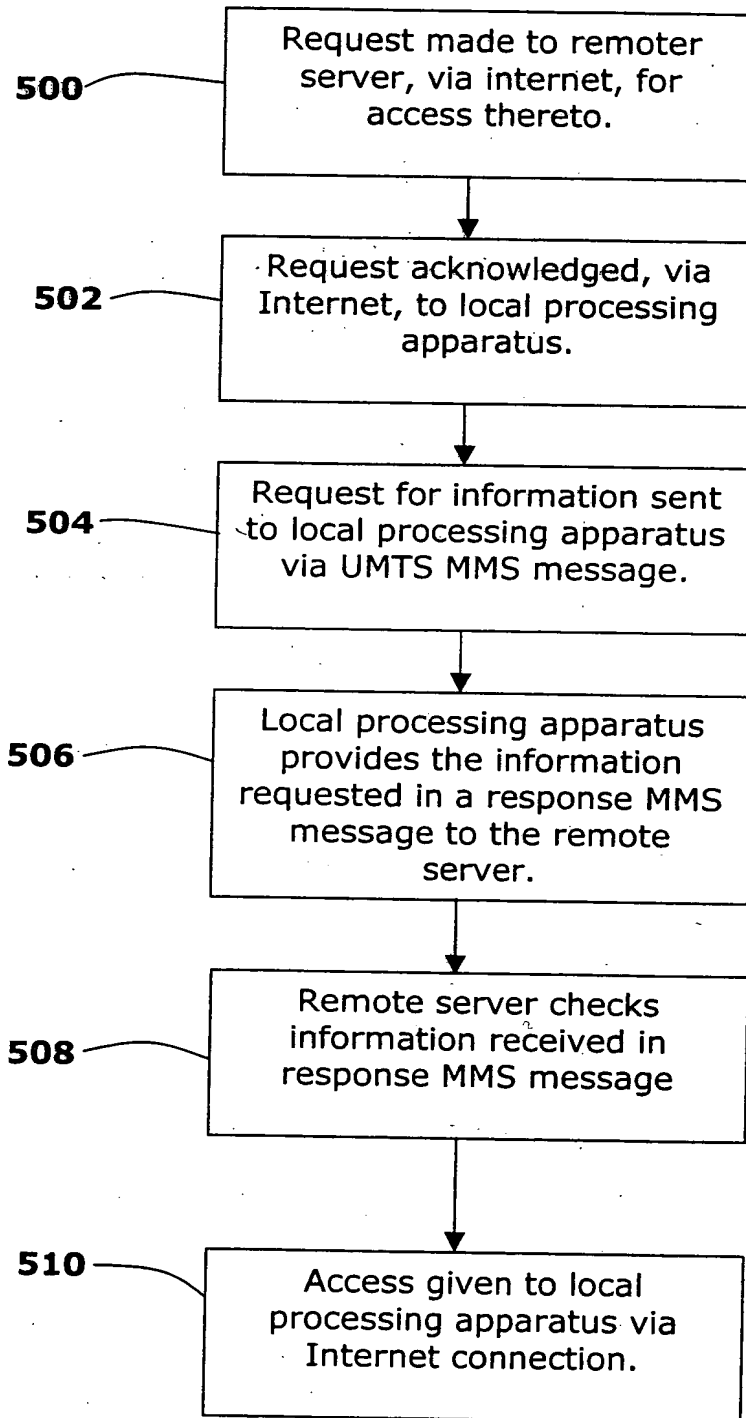 500
Request made to remoter
server, via internet, for
access thereto.
502
Request acknowledged, via
Internet, to local processing
apparatus.
504
Request for information sent
to local processing apparatus
via UMTS MMS message.
506
Local processing apparatus
provides the information
requested in a response MMS
message to the remote
server.
508
Remote server checks
information received in
response MMS message
510
Access given to local
processing apparatus via
Internet connection.